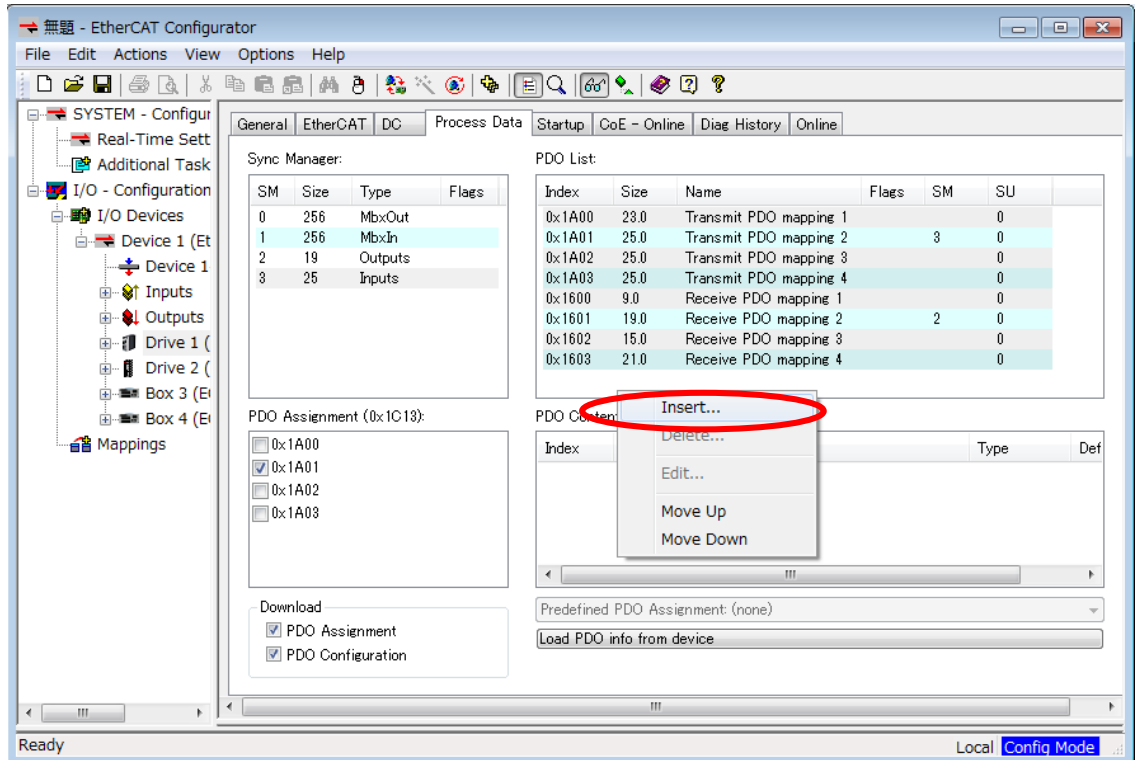 無題 - EtherCAT Configurator
File Edit Actions View Options Help
SYSTEM - Configur
Real-Time Sett
Additional Task
I/O - Configuration
I/O Devices
Device 1 (Et
Device 1
Inputs
Outputs
Drive 1 (
Drive 2 (
Box 3 (E
Box 4 (E
Mappings
General EtherCAT DC Process Data Startup CoE - Online Diag History Online
Sync Manager:
SM Size Type Flags
0 256 MbxOut
1 256 MbxIn
2 19 Outputs
3 25 Inputs
PDO List:
Index Size Name Flags SM SU
0x1A00 23.0 Transmit PDO mapping 1 0
0x1A01 25.0 Transmit PDO mapping 2 3 0
0x1A02 25.0 Transmit PDO mapping 3 0
0x1A03 25.0 Transmit PDO mapping 4 0
0x1600 9.0 Receive PDO mapping 1 0
0x1601 19.0 Receive PDO mapping 2 2 0
0x1602 15.0 Receive PDO mapping 3 0
0x1603 21.0 Receive PDO mapping 4 0
PDO Assignment (0x1C13):
0x1A00
0x1A01
0x1A02
0x1A03
PDO Conten
Index Type Def
Insert...
Delete...
Edit...
Move Up
Move Down
Download
PDO Assignment
PDO Configuration
Predefined PDO Assignment: (none)
Load PDO info from device
Ready
Local Config Mode